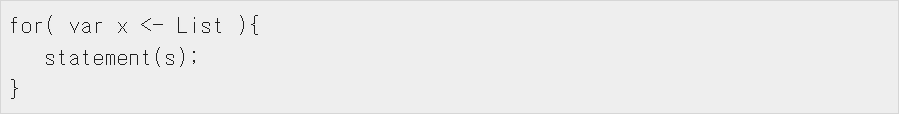 for( var x <- List ){
   statement(s);
}